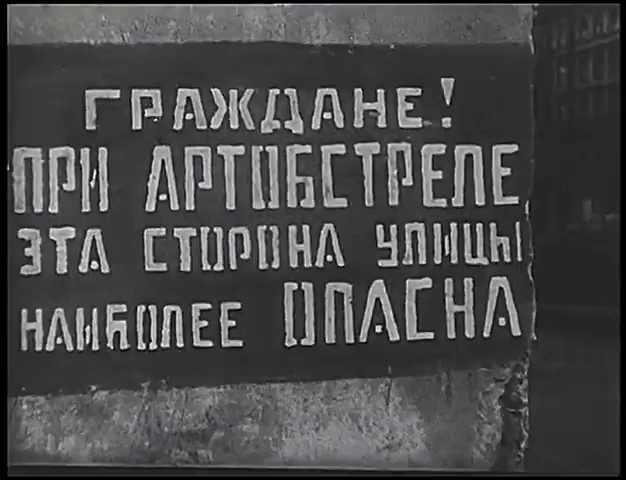 ГРАЖДАНЕ!
ПРИ АРТОБСТРЕЛЕ
ЭТА СТОРОНА УЛИЦЫ
НАИБОЛЕЕ ОПАСНА